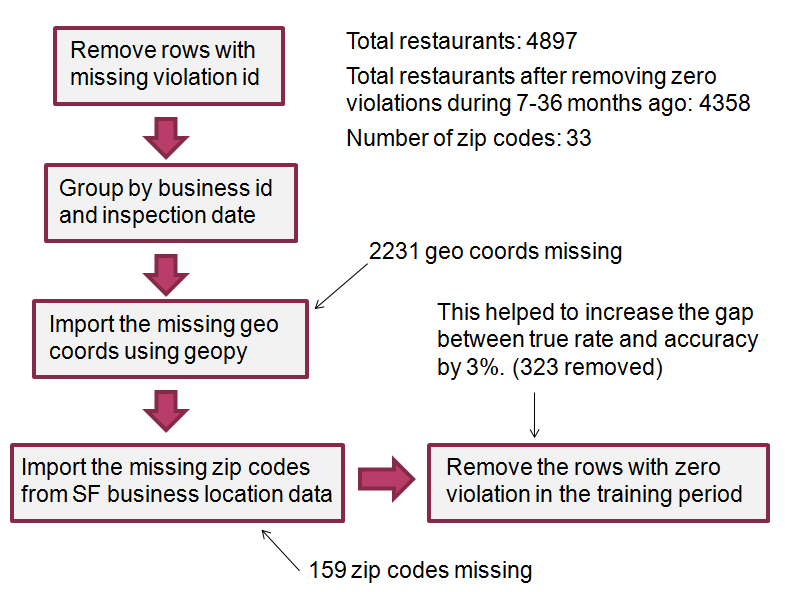 Remove rows with
missing violation id
Total restaurants: 4897
Total restaurants after removing zero
violations during 7-36 months ago: 4358
Number of zip codes: 33
Group by business id
and inspection date
2231 geo coords missing
Import the missing geo
coords using geopy
This helped to increase the gap
between true rate and accuracy
by 3%. (323 removed)
Import the missing zip codes
from SF business location data
Remove the rows with zero
violation in the training period
159 zip codes missing